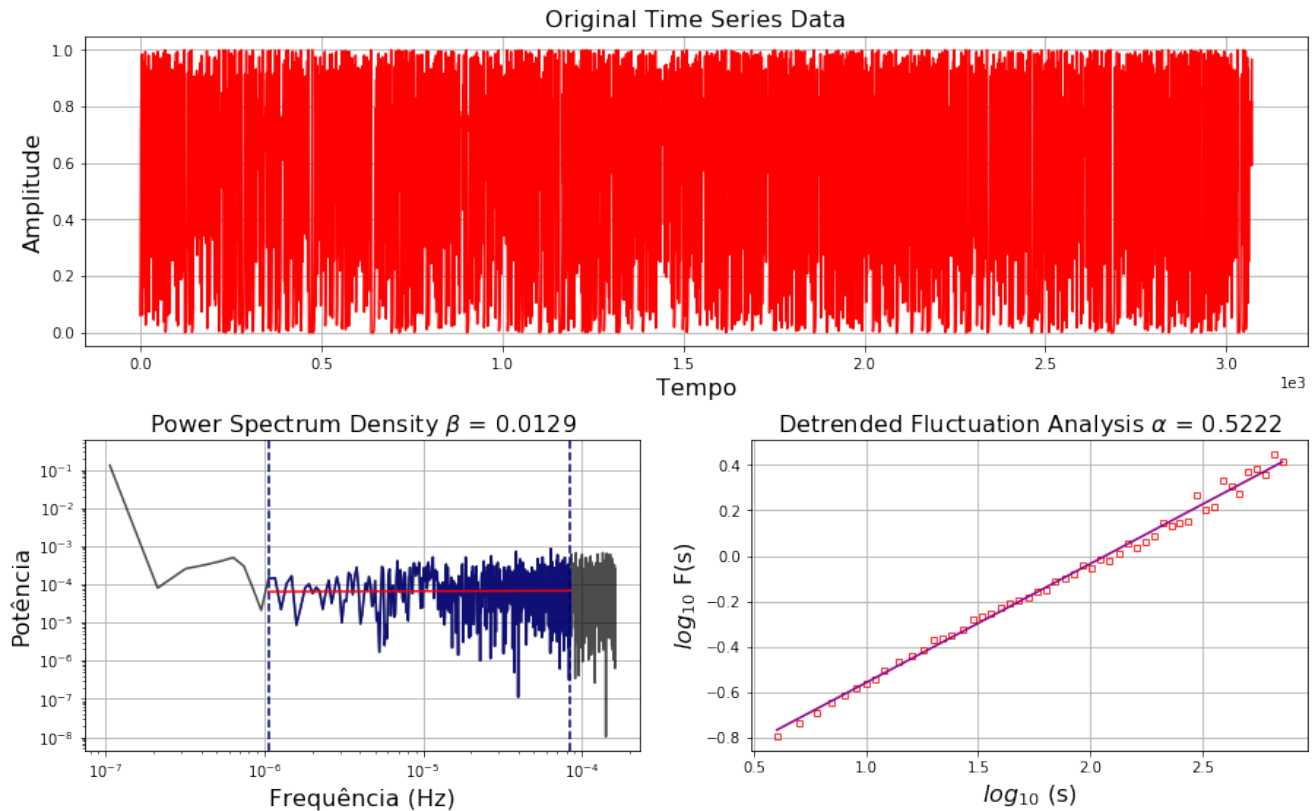 Original Time Series Data
Amplitude
1.0
0.8
0.6
0.4
0.2
0.0
0.0 0.5 1.0 1.5 2.0 2.5 3.0
1e3
Tempo
Power Spectrum Density β = 0.0129
Potência
10⁻¹
10⁻²
10⁻³
10⁻⁴
10⁻⁵
10⁻⁶
10⁻⁷
10⁻⁸
10⁻⁷ 10⁻⁶ 10⁻⁵ 10⁻⁴
Frequência (Hz)
Detrended Fluctuation Analysis α = 0.5222
log₁₀ F(s)
0.4
0.2
0.0
−0.2
−0.4
−0.6
−0.8
0.5 1.0 1.5 2.0 2.5
log₁₀ (s)